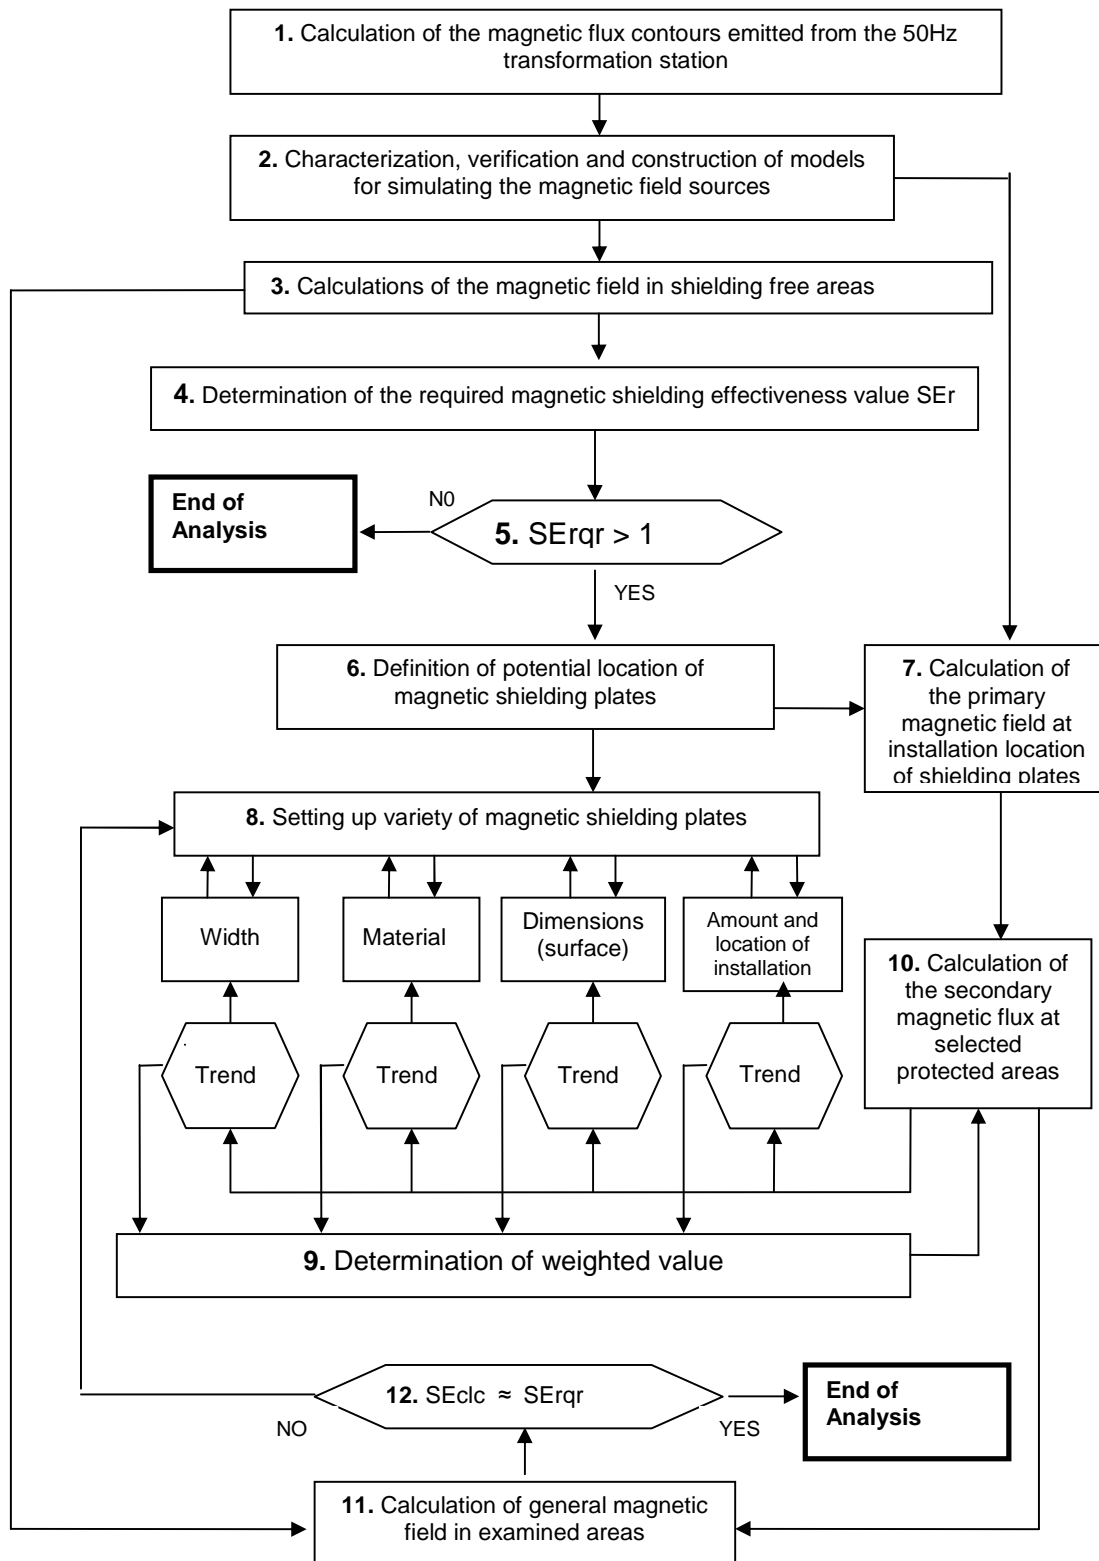 1. Calculation of the magnetic flux contours emitted from the 50Hz
transformation station
2. Characterization, verification and construction of models
for simulating the magnetic field sources
3. Calculations of the magnetic field in shielding free areas
4. Determination of the required magnetic shielding effectiveness value SEr
End of
Analysis
N0
5. SErqr > 1
YES
6. Definition of potential location of
magnetic shielding plates
7. Calculation of
the primary
magnetic field at
installation location
of shielding plates
8. Setting up variety of magnetic shielding plates
Width
Material
Dimensions
(surface)
Amount and
location of
installation
10. Calculation of
the secondary
magnetic flux at
selected
protected areas
Trend
Trend
Trend
Trend
9. Determination of weighted value
12. SEclc ≈ SErqr
NO
YES
End of
Analysis
11. Calculation of general magnetic
field in examined areas